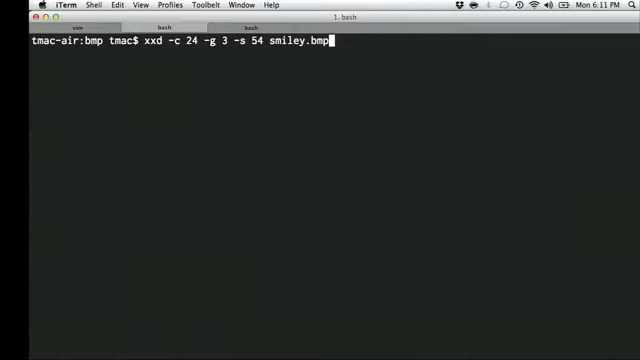 iTerm Shell Edit View Profiles Toolbelt Window Help 6:11 PM
1. bash
vim bash bash
tmac-air:bmp tmac$ xxd -c 24 -g 3 -s 54 smiley.bmp